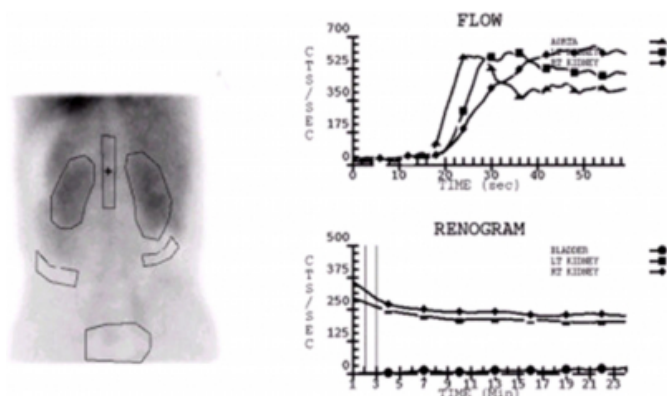 FLOW
CTS/SEC
700
525
350
175
0
AORTA
LT KIDNEY
RT KIDNEY
0 10 20 30 40 50
TIME (sec)
RENOGRAM
CTS/SEC
500
375
250
125
0
BLADDER
LT KIDNEY
RT KIDNEY
1 3 5 7 9 11 13 15 17 19 21 23
TIME (Min)